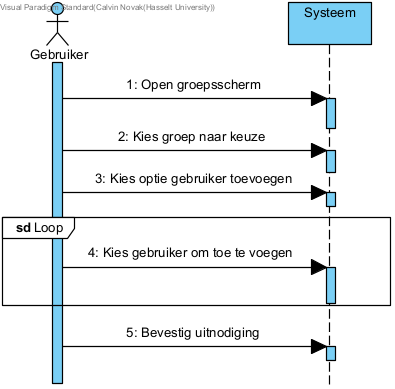 Visual Paradigm Standard(Calvin Novak(Hasselt University))
Systeem
Gebruiker
1: Open groepsscherm
2: Kies groep naar keuze
3: Kies optie gebruiker toevoegen
sd Loop
4: Kies gebruiker om toe te voegen
5: Bevestig uitnodiging